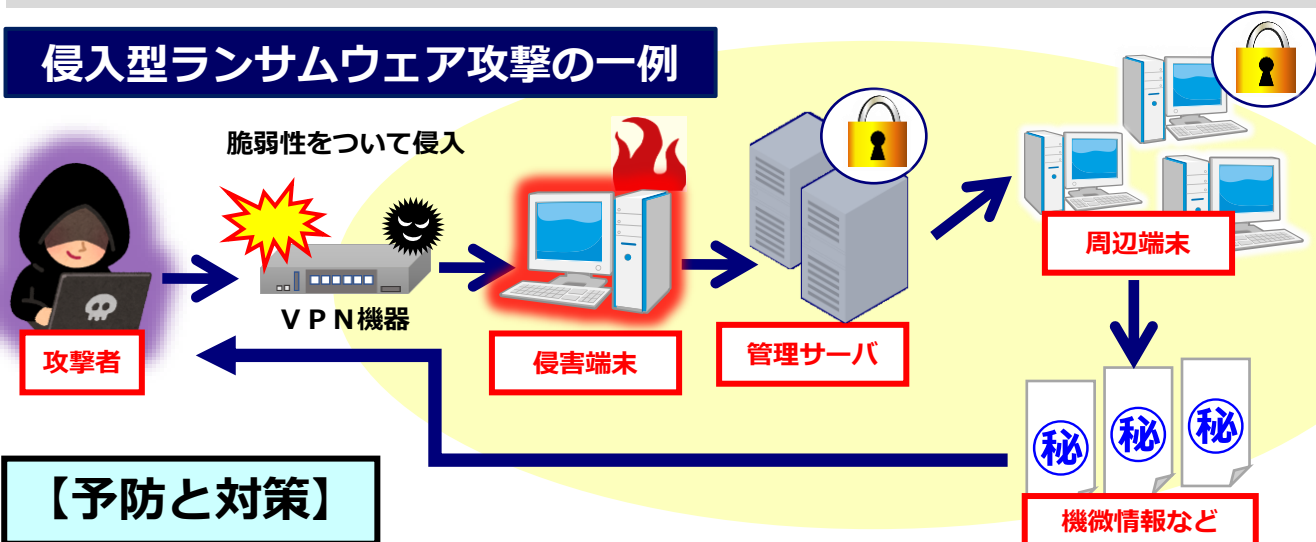 侵入型ランサムウェア攻撃の一例
脆弱性をついて侵入
ＶＰＮ機器
攻撃者
侵害端末
管理サーバ
周辺端末
㊙ ㊙ ㊙
機微情報など
【予防と対策】